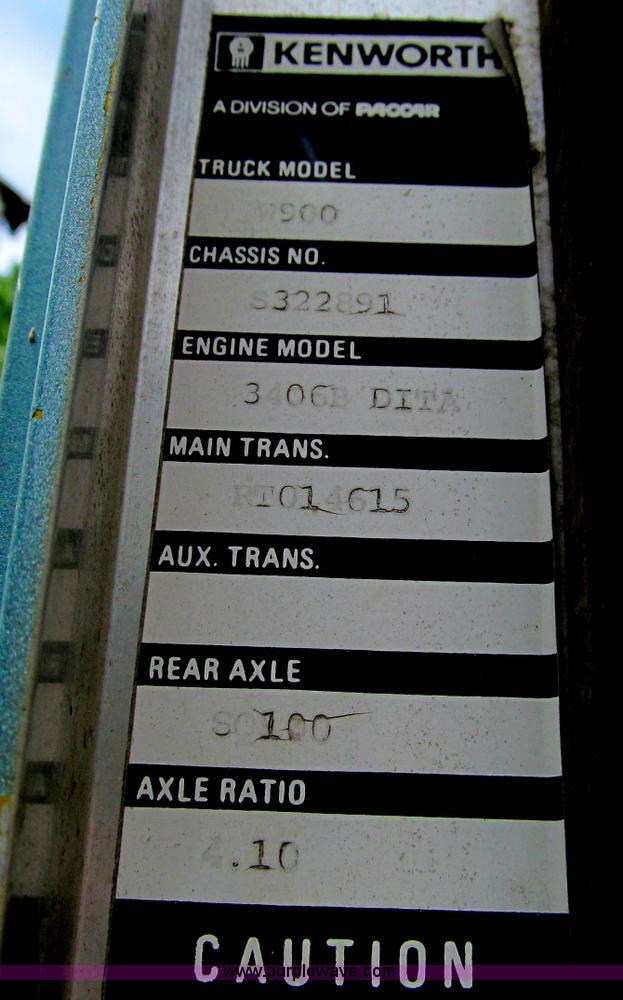 KENWORTH
A DIVISION OF PACCAR
TRUCK MODEL
W900
CHASSIS NO.
S322891
ENGINE MODEL
3406B DITA
MAIN TRANS.
RTO14615
AUX. TRANS.
REAR AXLE
SQ100
AXLE RATIO
4.10
CAUTION
www.purplewave.com